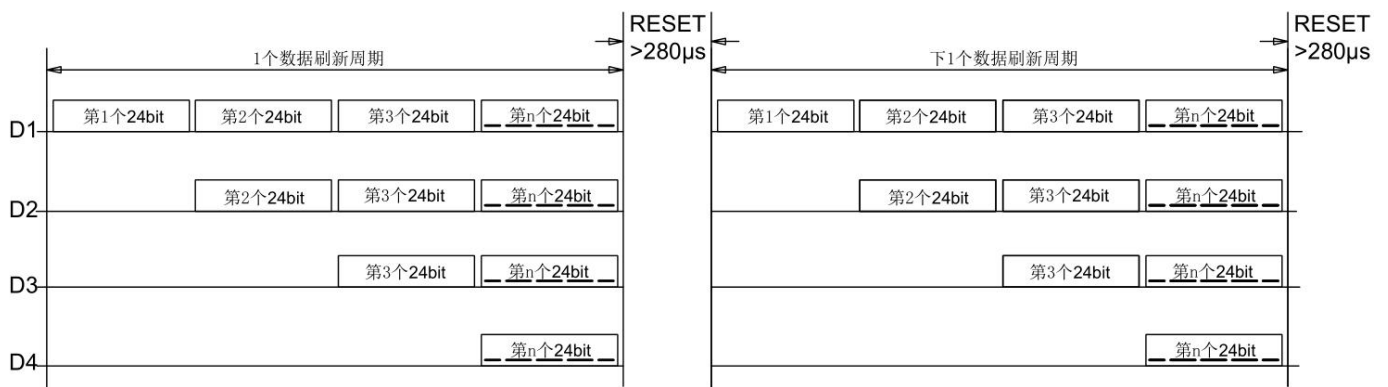 RESET
>280μs
RESET
>280μs
1个数据刷新周期
下1个数据刷新周期
D1
第1个24bit
第2个24bit
第3个24bit
第n个24bit
第1个24bit
第2个24bit
第3个24bit
第n个24bit
D2
第2个24bit
第3个24bit
第n个24bit
第2个24bit
第3个24bit
第n个24bit
D3
第3个24bit
第n个24bit
第3个24bit
第n个24bit
D4
第n个24bit
第n个24bit